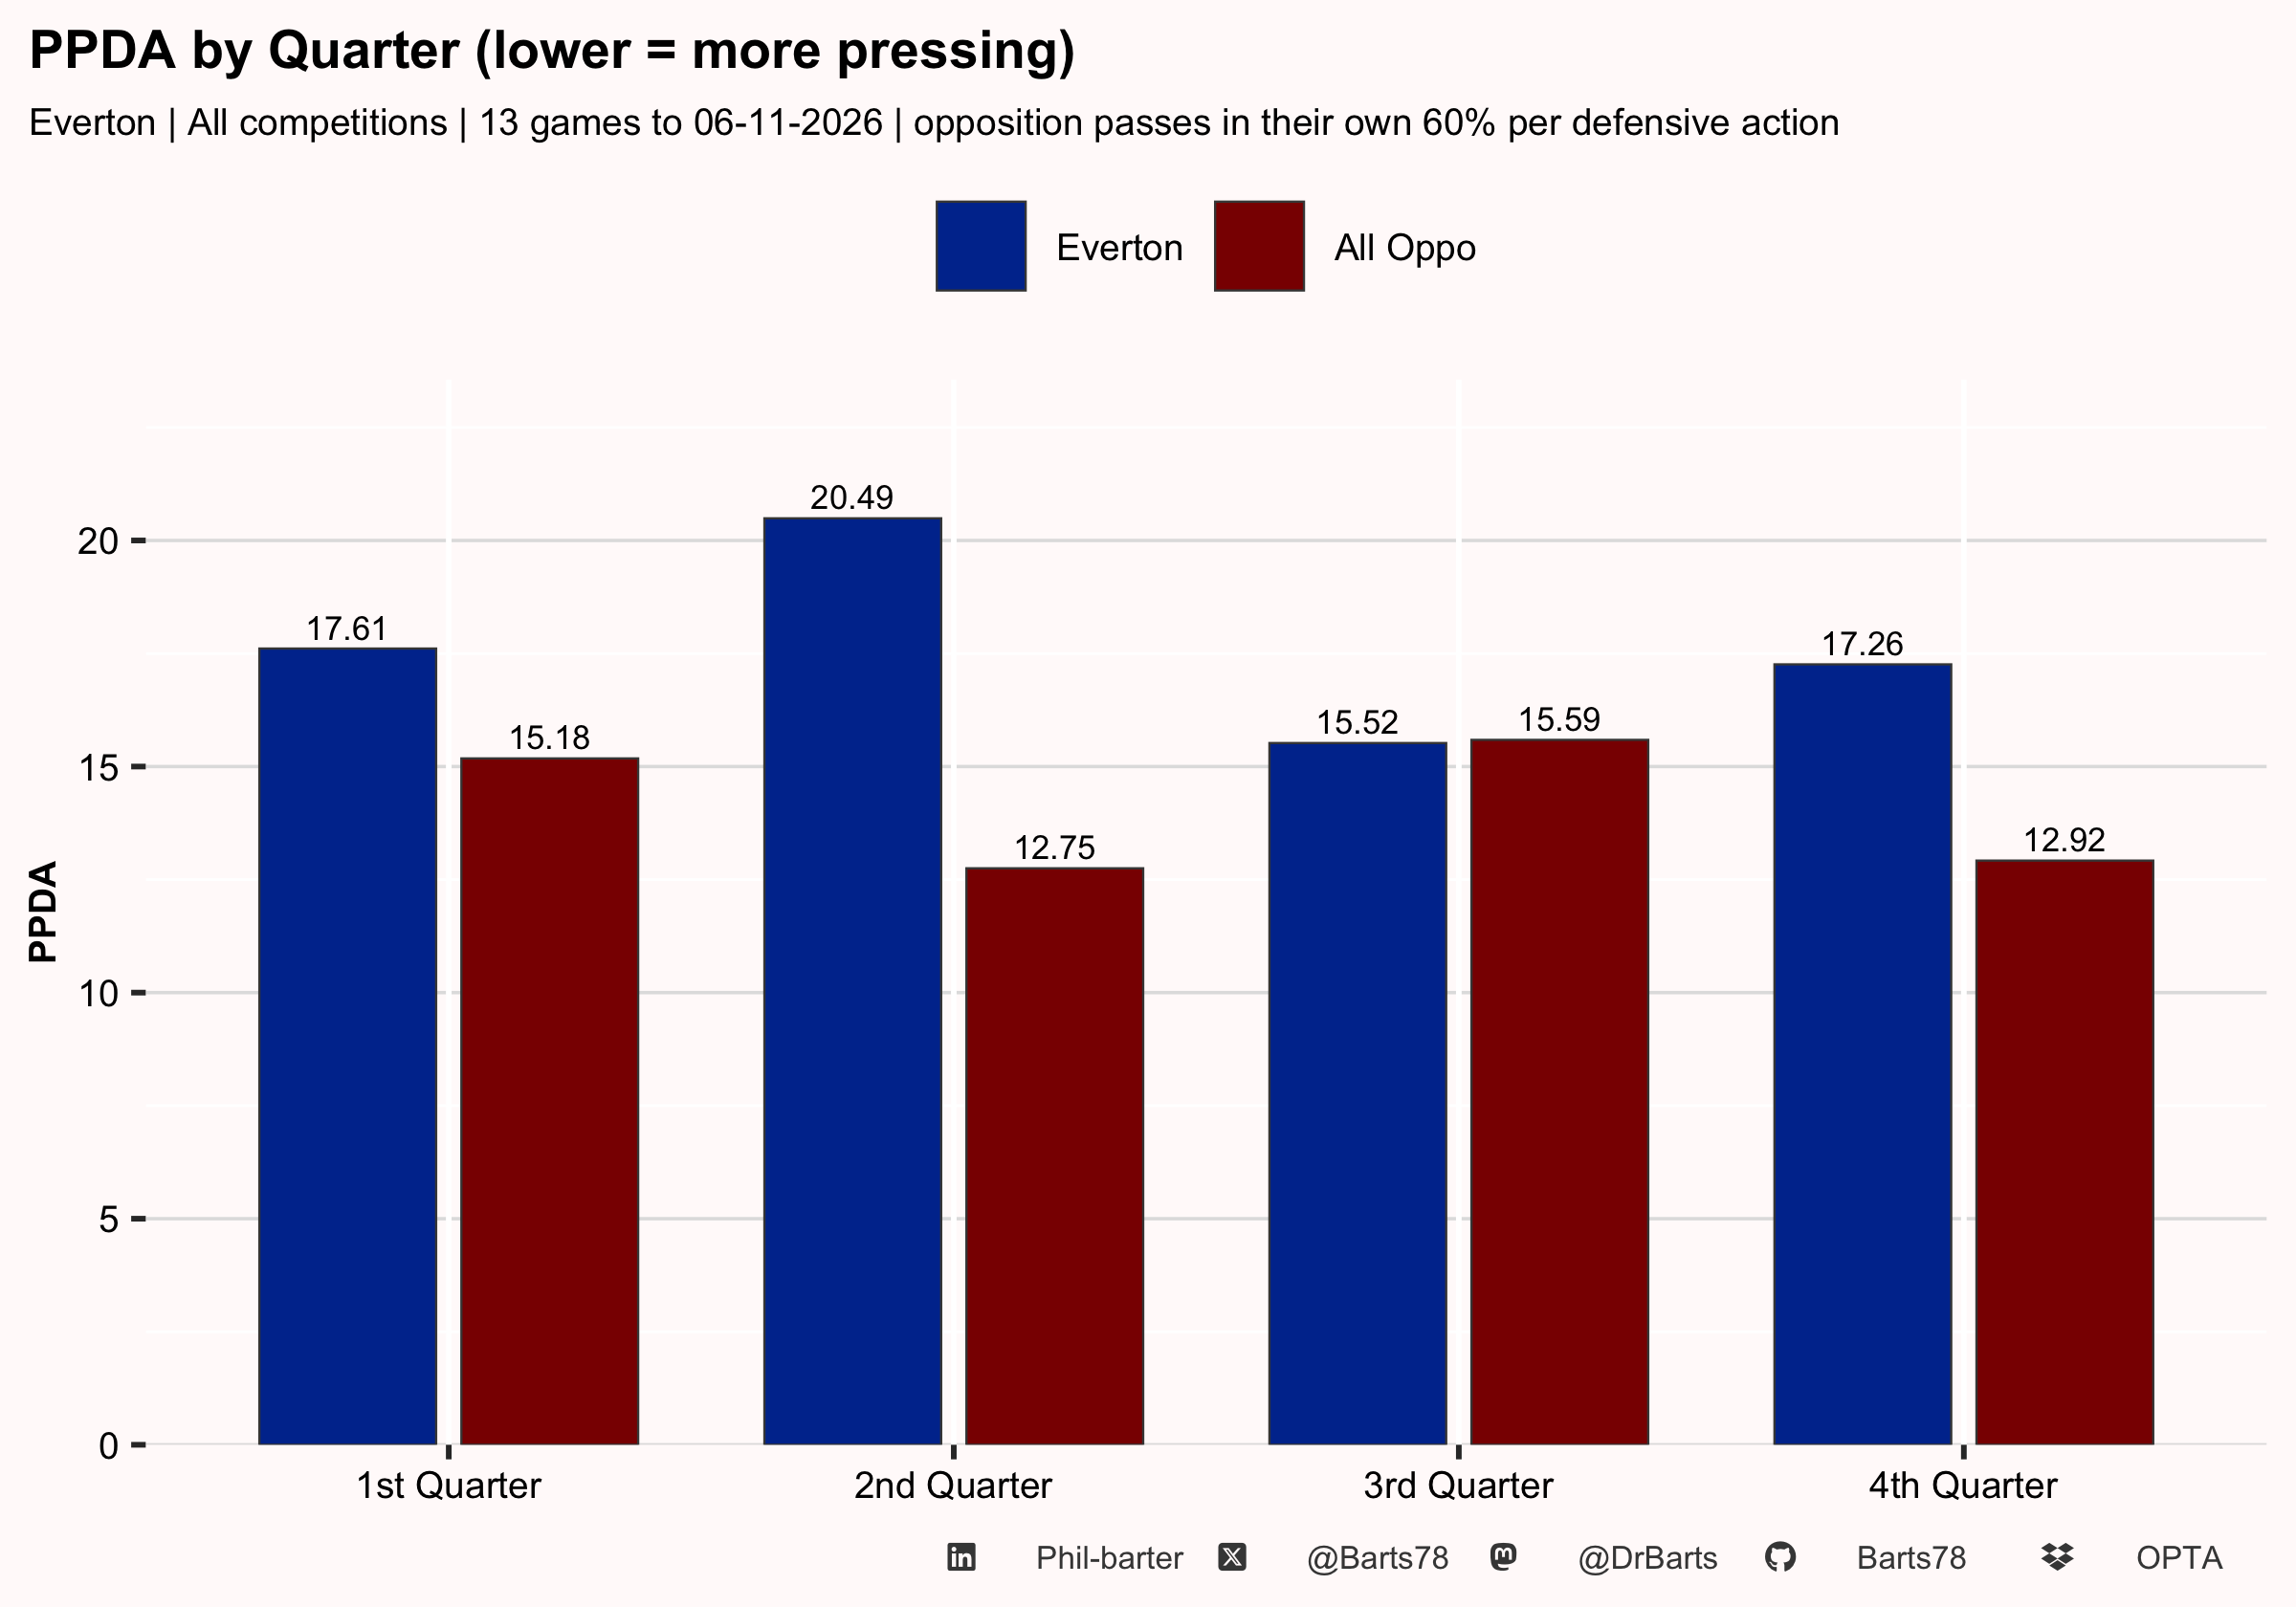 PPDA by Quarter (lower = more pressing)
Everton | All competitions | 13 games to 06-11-2026 | opposition passes in their own 60% per defensive action
Everton
All Oppo
20.49
20
17.61
17.26
15.52
15.59
15.18
15
12.92
12.75
PPDA
10
5
0
1st Quarter
2nd Quarter
3rd Quarter
4th Quarter
Phil-barter
@Barts78
@DrBarts
Barts78
OPTA